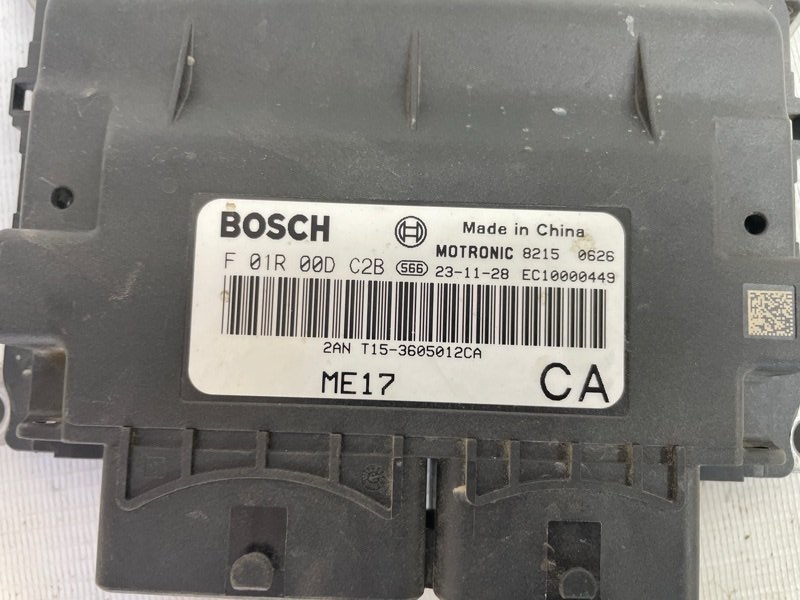 BOSCH Made in China
MOTRONIC 8215 0626
F 01R 00D C2B 566 23-11-28 EC10000449
2AN T15-3605012CA
ME17 CA